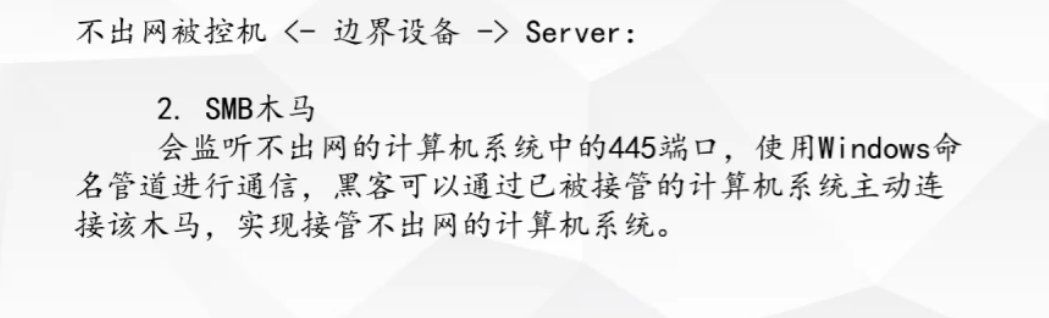 不出网被控机 <- 边界设备 -> Server：
2. SMB木马
会监听不出网的计算机系统中的445端口，使用Windows命
名管道进行通信，黑客可以通过已被接管的计算机系统主动连
接该木马，实现接管不出网的计算机系统。